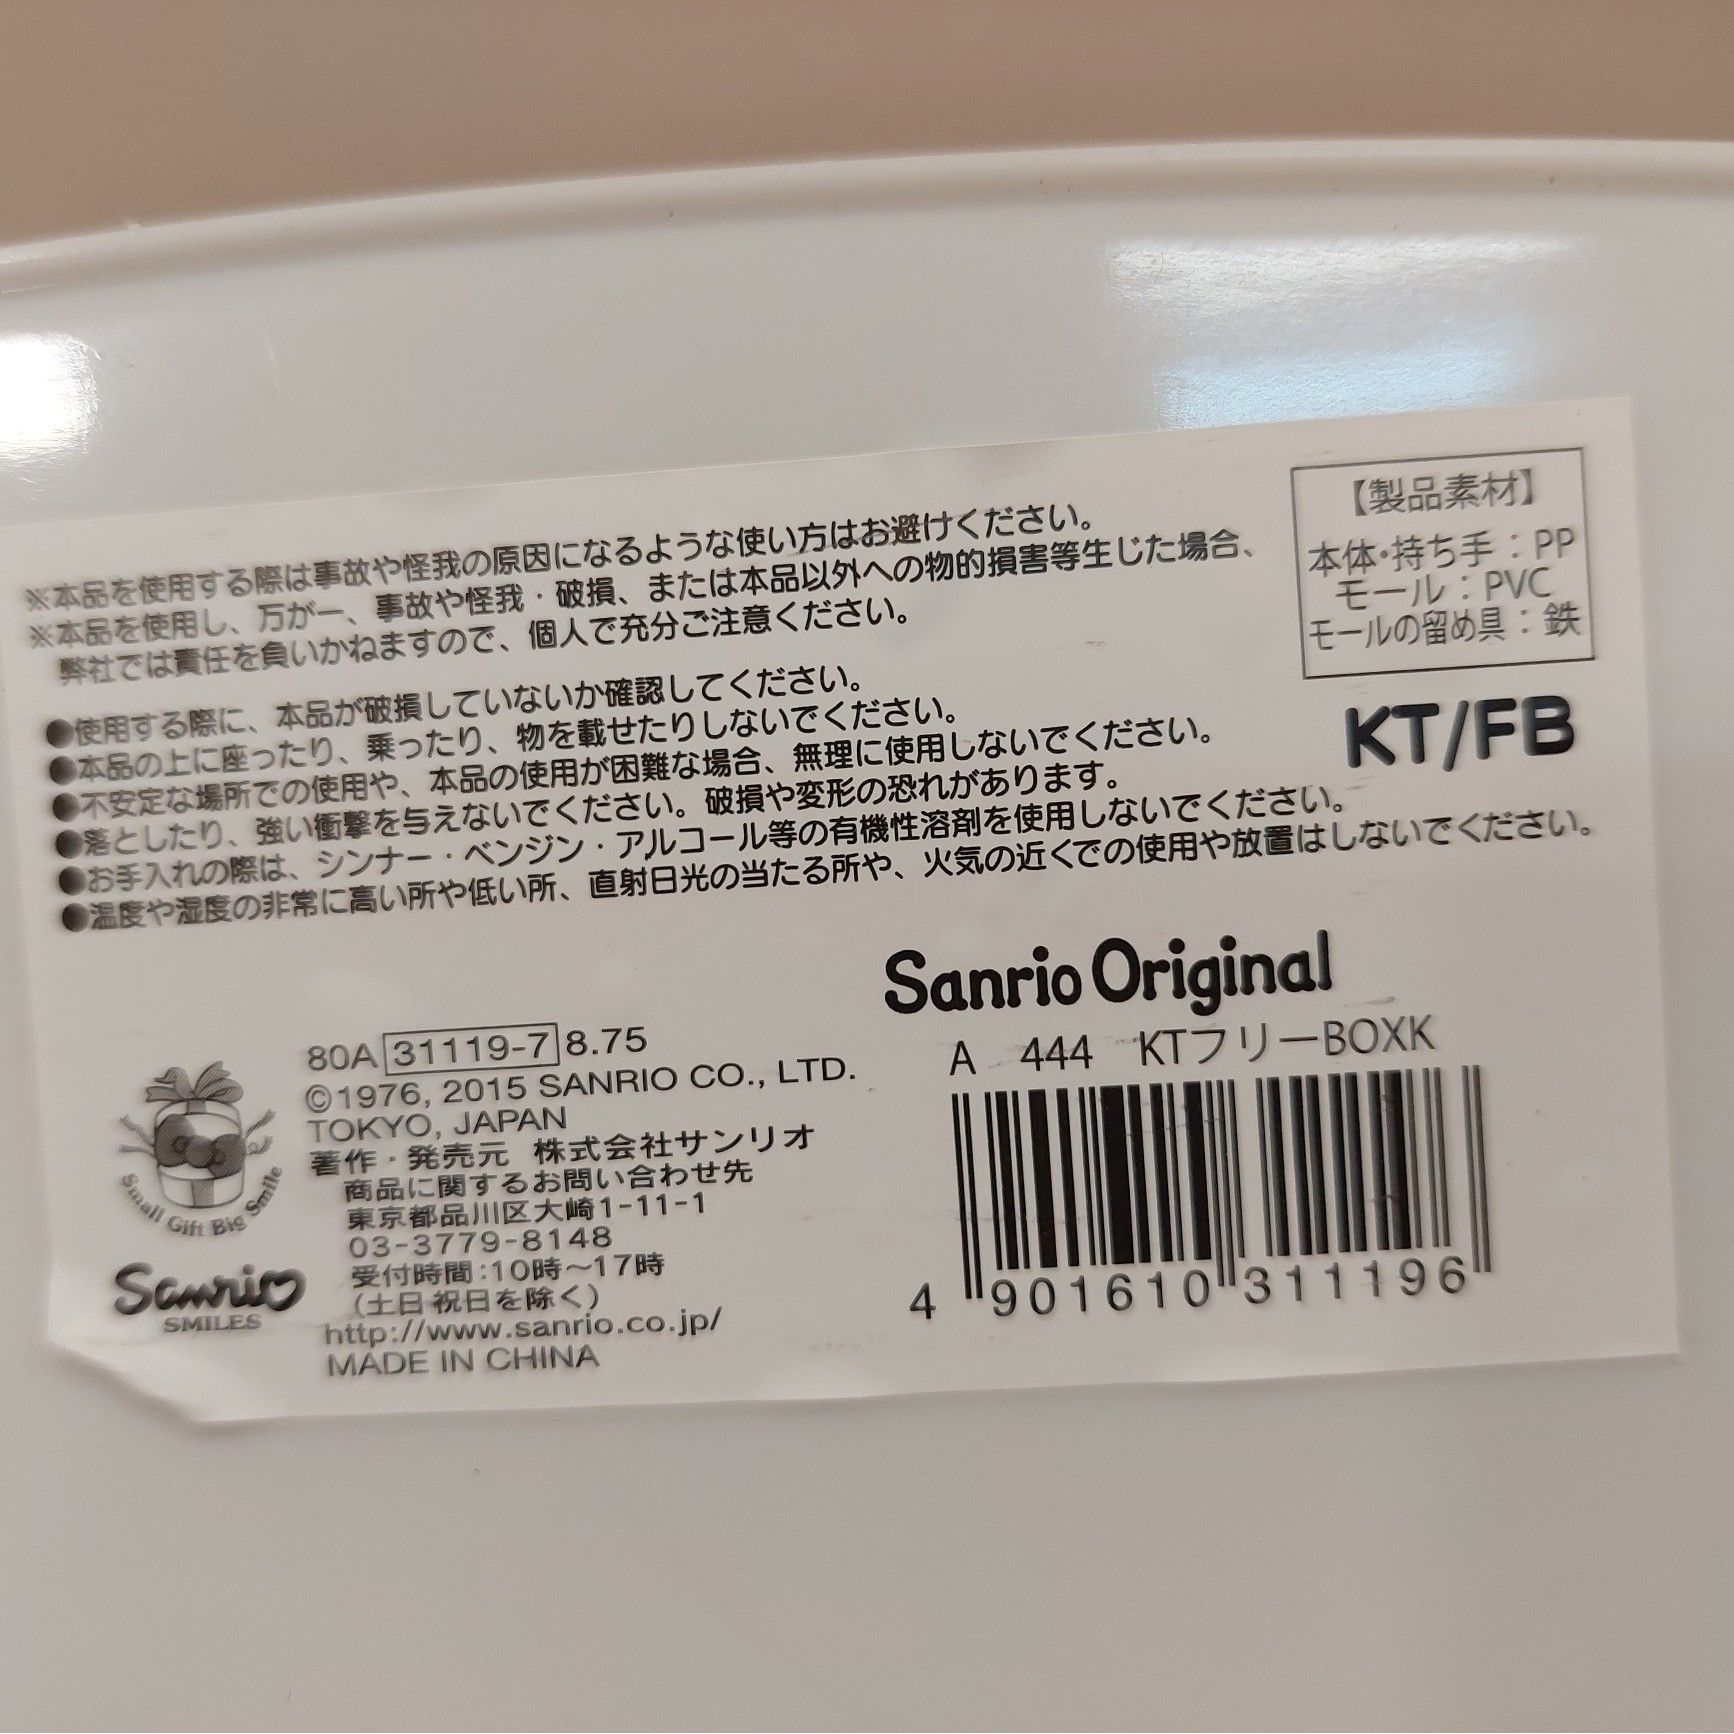 ※本品を使用する際は事故や怪我の原因になるような使い方はお避けください。
※本品を使用し、万が一、事故や怪我・破損、または本品以外への物的損害等生じた場合、
弊社では責任を負いかねますので、個人で充分ご注意ください。
●使用する際に、本品が破損していないか確認してください。
●本品の上に座ったり、乗ったり、物を載せたりしないでください。
●不安定な場所での使用や、本品の使用が困難な場合、無理に使用しないでください。
●落としたり、強い衝撃を与えないでください。破損や変形の恐れがあります。
●お手入れの際は、シンナー・ベンジン・アルコール等の有機性溶剤を使用しないでください。
●温度や湿度の非常に高い所や低い所、直射日光の当たる所や、火気の近くでの使用や放置はしないでください。
【製品素材】
本体・持ち手：PP
モール：PVC
モールの留め具：鉄
KT/FB
Small Gift Big Smile
Sanrio
SMILES
80A 31119-7 8.75
©1976, 2015 SANRIO CO., LTD.
TOKYO, JAPAN
著作・発売元 株式会社サンリオ
商品に関するお問い合わせ先
東京都品川区大崎1-11-1
03-3779-8148
受付時間:10時～17時
(土日祝日を除く)
http://www.sanrio.co.jp/
MADE IN CHINA
Sanrio Original
A 444 KTフリーBOXK
4 901610 311196